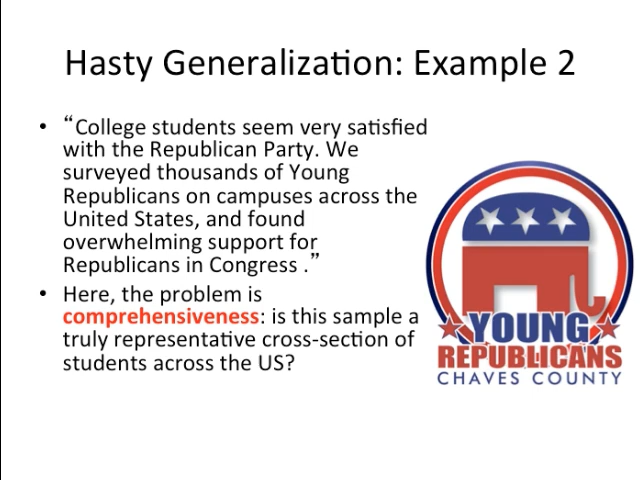 Hasty Generalization: Example 2
• “College students seem very satisfied
with the Republican Party. We
surveyed thousands of Young
Republicans on campuses across the
United States, and found
overwhelming support for
Republicans in Congress .”
• Here, the problem is
comprehensiveness: is this sample a
truly representative cross-section of
students across the US?
YOUNG
REPUBLICANS
CHAVES COUNTY